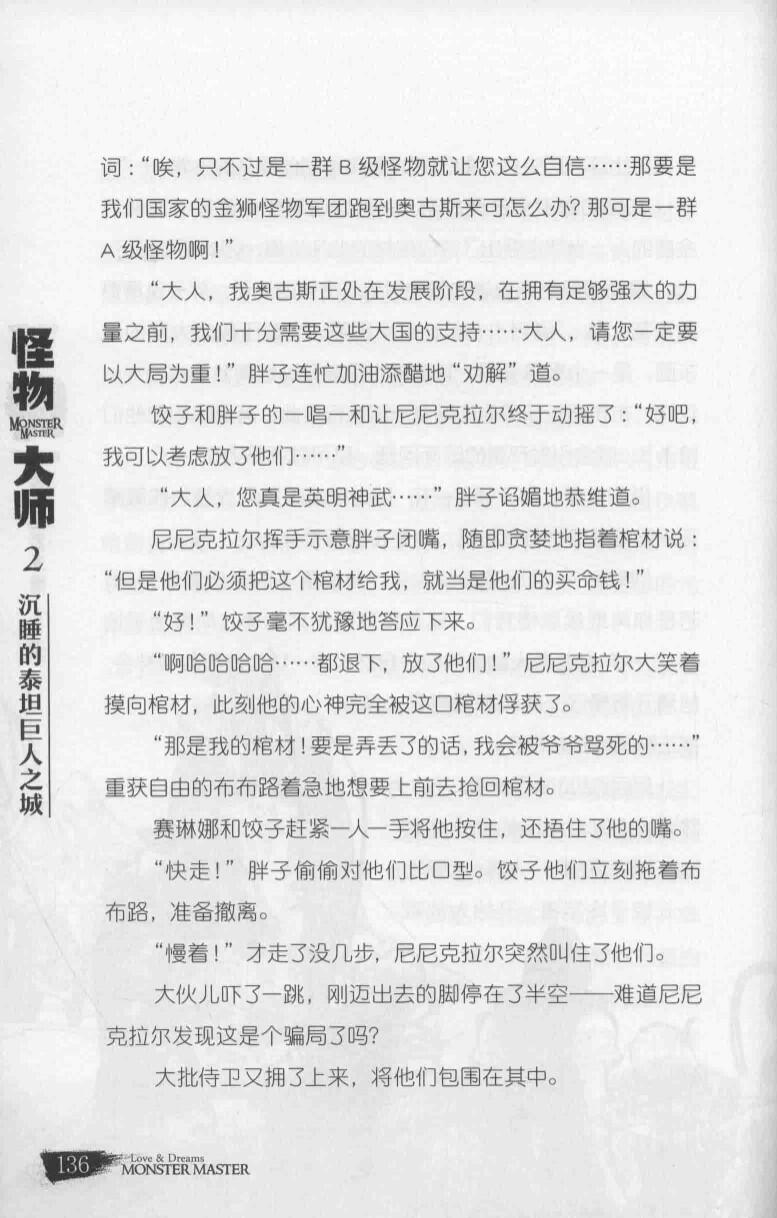 词：“唉，只不过是一群 B 级怪物就让您这么自信……那要是
我们国家的金狮怪物军团跑到奥古斯来可怎么办？那可是一群
A 级怪物啊！”
“大人，我奥古斯正处在发展阶段，在拥有足够强大的力
量之前，我们十分需要这些大国的支持……大人，请您一定要
以大局为重！”胖子连忙加油添醋地“劝解”道。
饺子和胖子的一唱一和让尼尼克拉尔终于动摇了：“好吧，
我可以考虑放了他们……”
“大人，您真是英明神武……”胖子谄媚地恭维道。
尼尼克拉尔挥手示意胖子闭嘴，随即贪婪地指着棺材说：
“但是他们必须把这个棺材给我，就当是他们的买命钱！”
“好！”饺子毫不犹豫地答应下来。
“啊哈哈哈哈……都退下，放了他们！”尼尼克拉尔大笑着
摸向棺材，此刻他的心神完全被这口棺材俘获了。
“那是我的棺材！要是弄丢了的话，我会被爷爷骂死的……”
重获自由的布布路着急地想要上前去抢回棺材。
赛琳娜和饺子赶紧一人一手将他按住，还捂住了他的嘴。
“快走！”胖子偷偷对他们比口型。饺子他们立刻拖着布
布路，准备撤离。
“慢着！”才走了没几步，尼尼克拉尔突然叫住了他们。
大伙儿吓了一跳，刚迈出去的脚停在了半空——难道尼尼
克拉尔发现这是个骗局了吗？
大批侍卫又拥了上来，将他们包围在其中。
怪物
MONSTER
MASTER
大师
2
沉睡的泰坦巨人之城
136
Love & Dreams
MONSTER MASTER